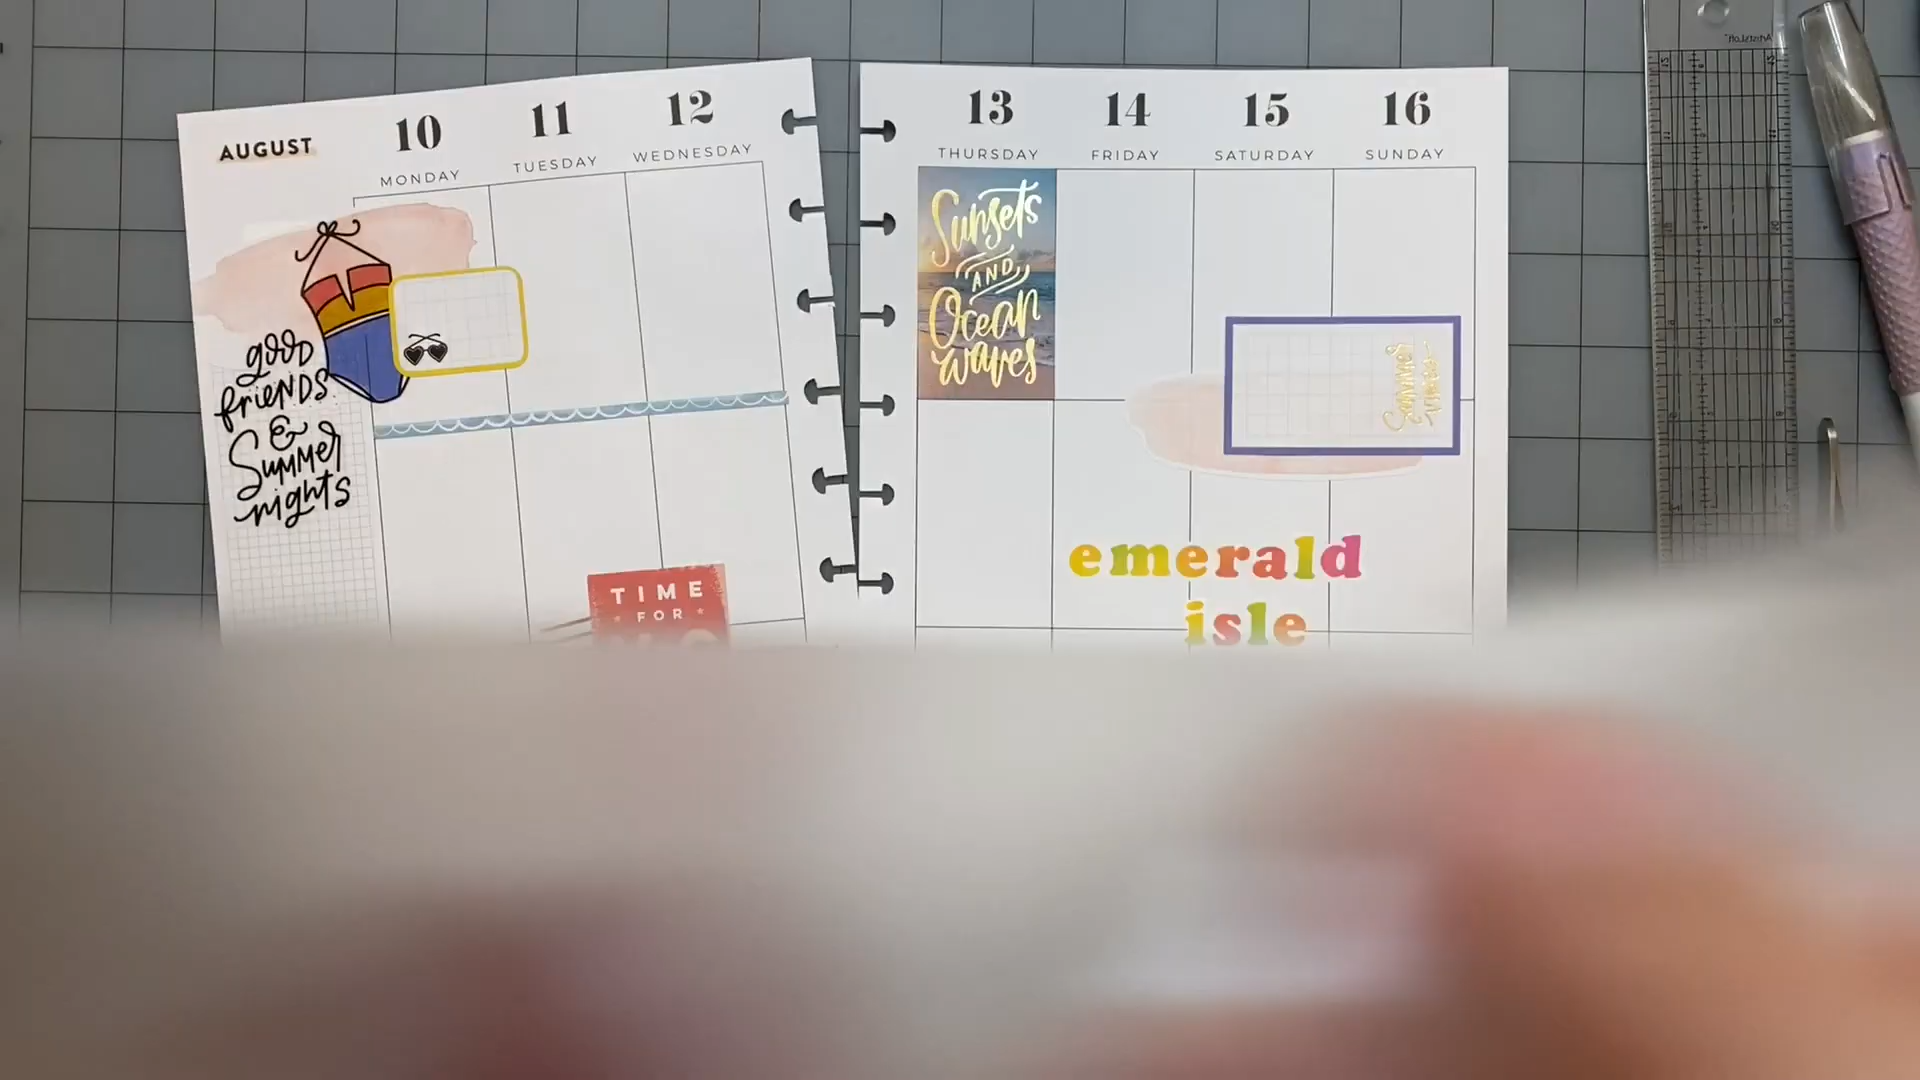 AUGUST
10
MONDAY
11
TUESDAY
12
WEDNESDAY
good
friends
&
Summer
nights
TIME
FOR
13
THURSDAY
14
FRIDAY
15
SATURDAY
16
SUNDAY
Sunsets
AND
Ocean
waves
Summer
emerald
isle